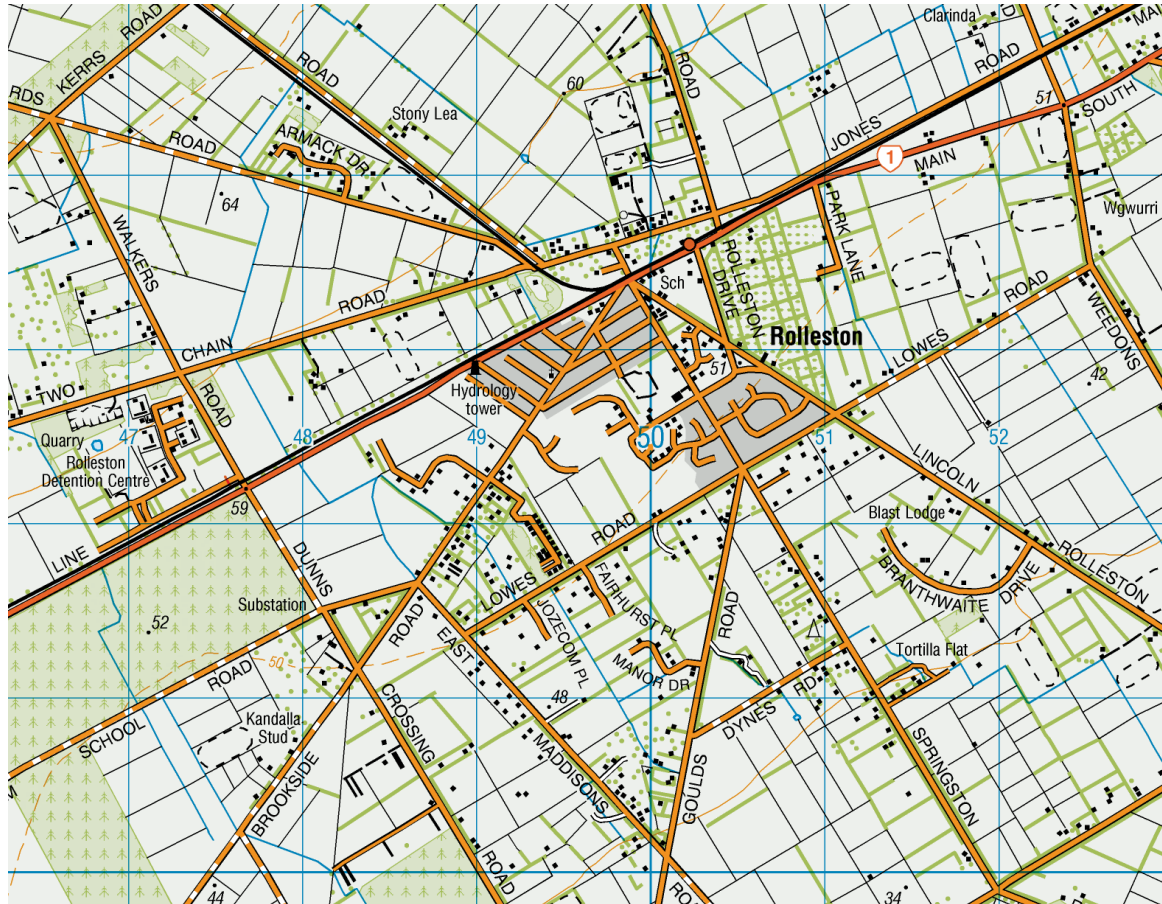 KERRS ROAD
RDS
ROAD
ROAD
Clarinda
D
MAI
ROAD
60
ROAD
Stony Lea
ARMACK DR
JONES
51
SOUTH
1
MAIN
64
WALKERS
PARK LANE
Wgwurri
ROLLESTON
DRIVE
Sch
ROAD
ROAD
WEEDONS
CHAIN
TWO
Rolleston
LOWES
51
42
Hydrology
tower
ROAD
Quarry
47
48
49
50
51
52
Rolleston
Detention Centre
LINCOLN
59
ROAD
Blast Lodge
LINE
DUNNS
ROLLESTON
LOWES
FAIRHURST PL
BRANTHWAITE
DRIVE
Substation
ROAD
EAST
JOZECOM PL
ROAD
52
50
ROAD
MANOR DR
Tortilla Flat
SCHOOL
CROSSING
48
DYNES
RD
Kandalla
Stud
MADDISONS
SPRINGSTON
BROOKSIDE
GOULDS
M
ROAD
RO
44
34